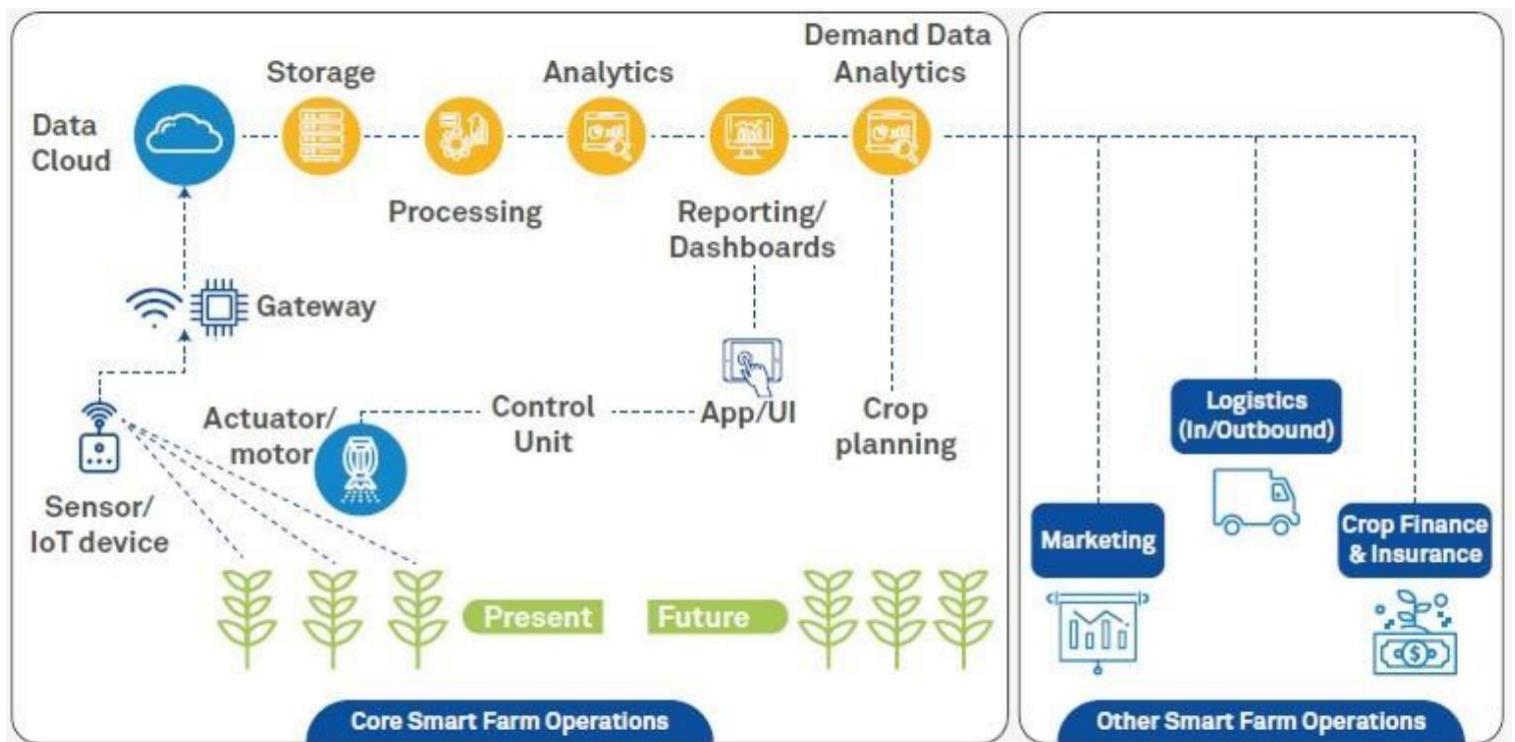 Demand Data
Analytics
Storage
Analytics
Data
Cloud
Processing
Reporting/
Dashboards
Gateway
Actuator/
motor
Control
Unit
App/UI
Crop
planning
Sensor/
IoT device
Present
Future
Core Smart Farm Operations
Logistics
(In/Outbound)
Marketing
Crop Finance
& Insurance
Other Smart Farm Operations